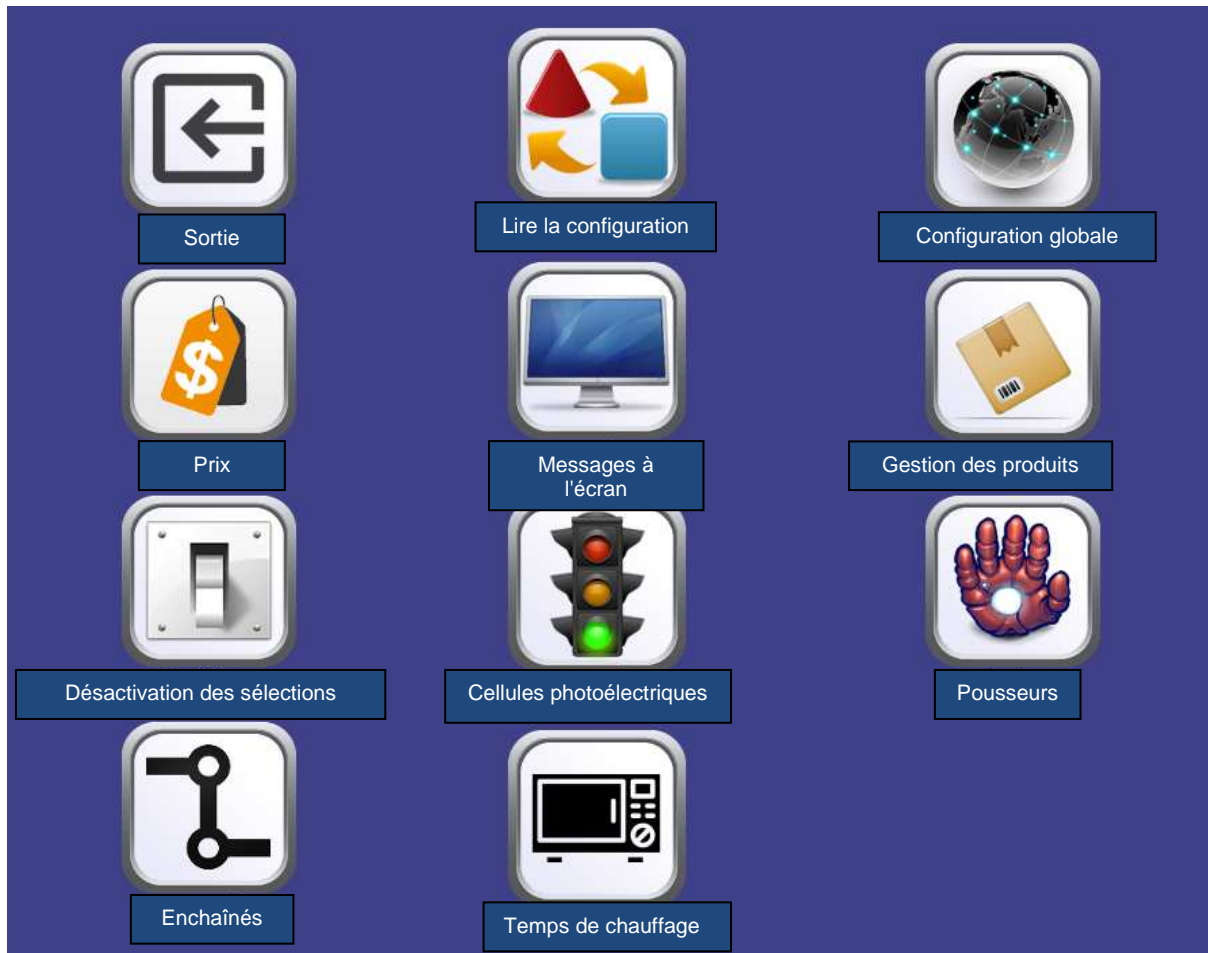 Sortie
Lire la configuration
Configuration globale
Prix
Messages à
l'écran
Gestion des produits
Désactivation des sélections
Cellules photoélectriques
Pousseurs
Enchaînés
Temps de chauffage